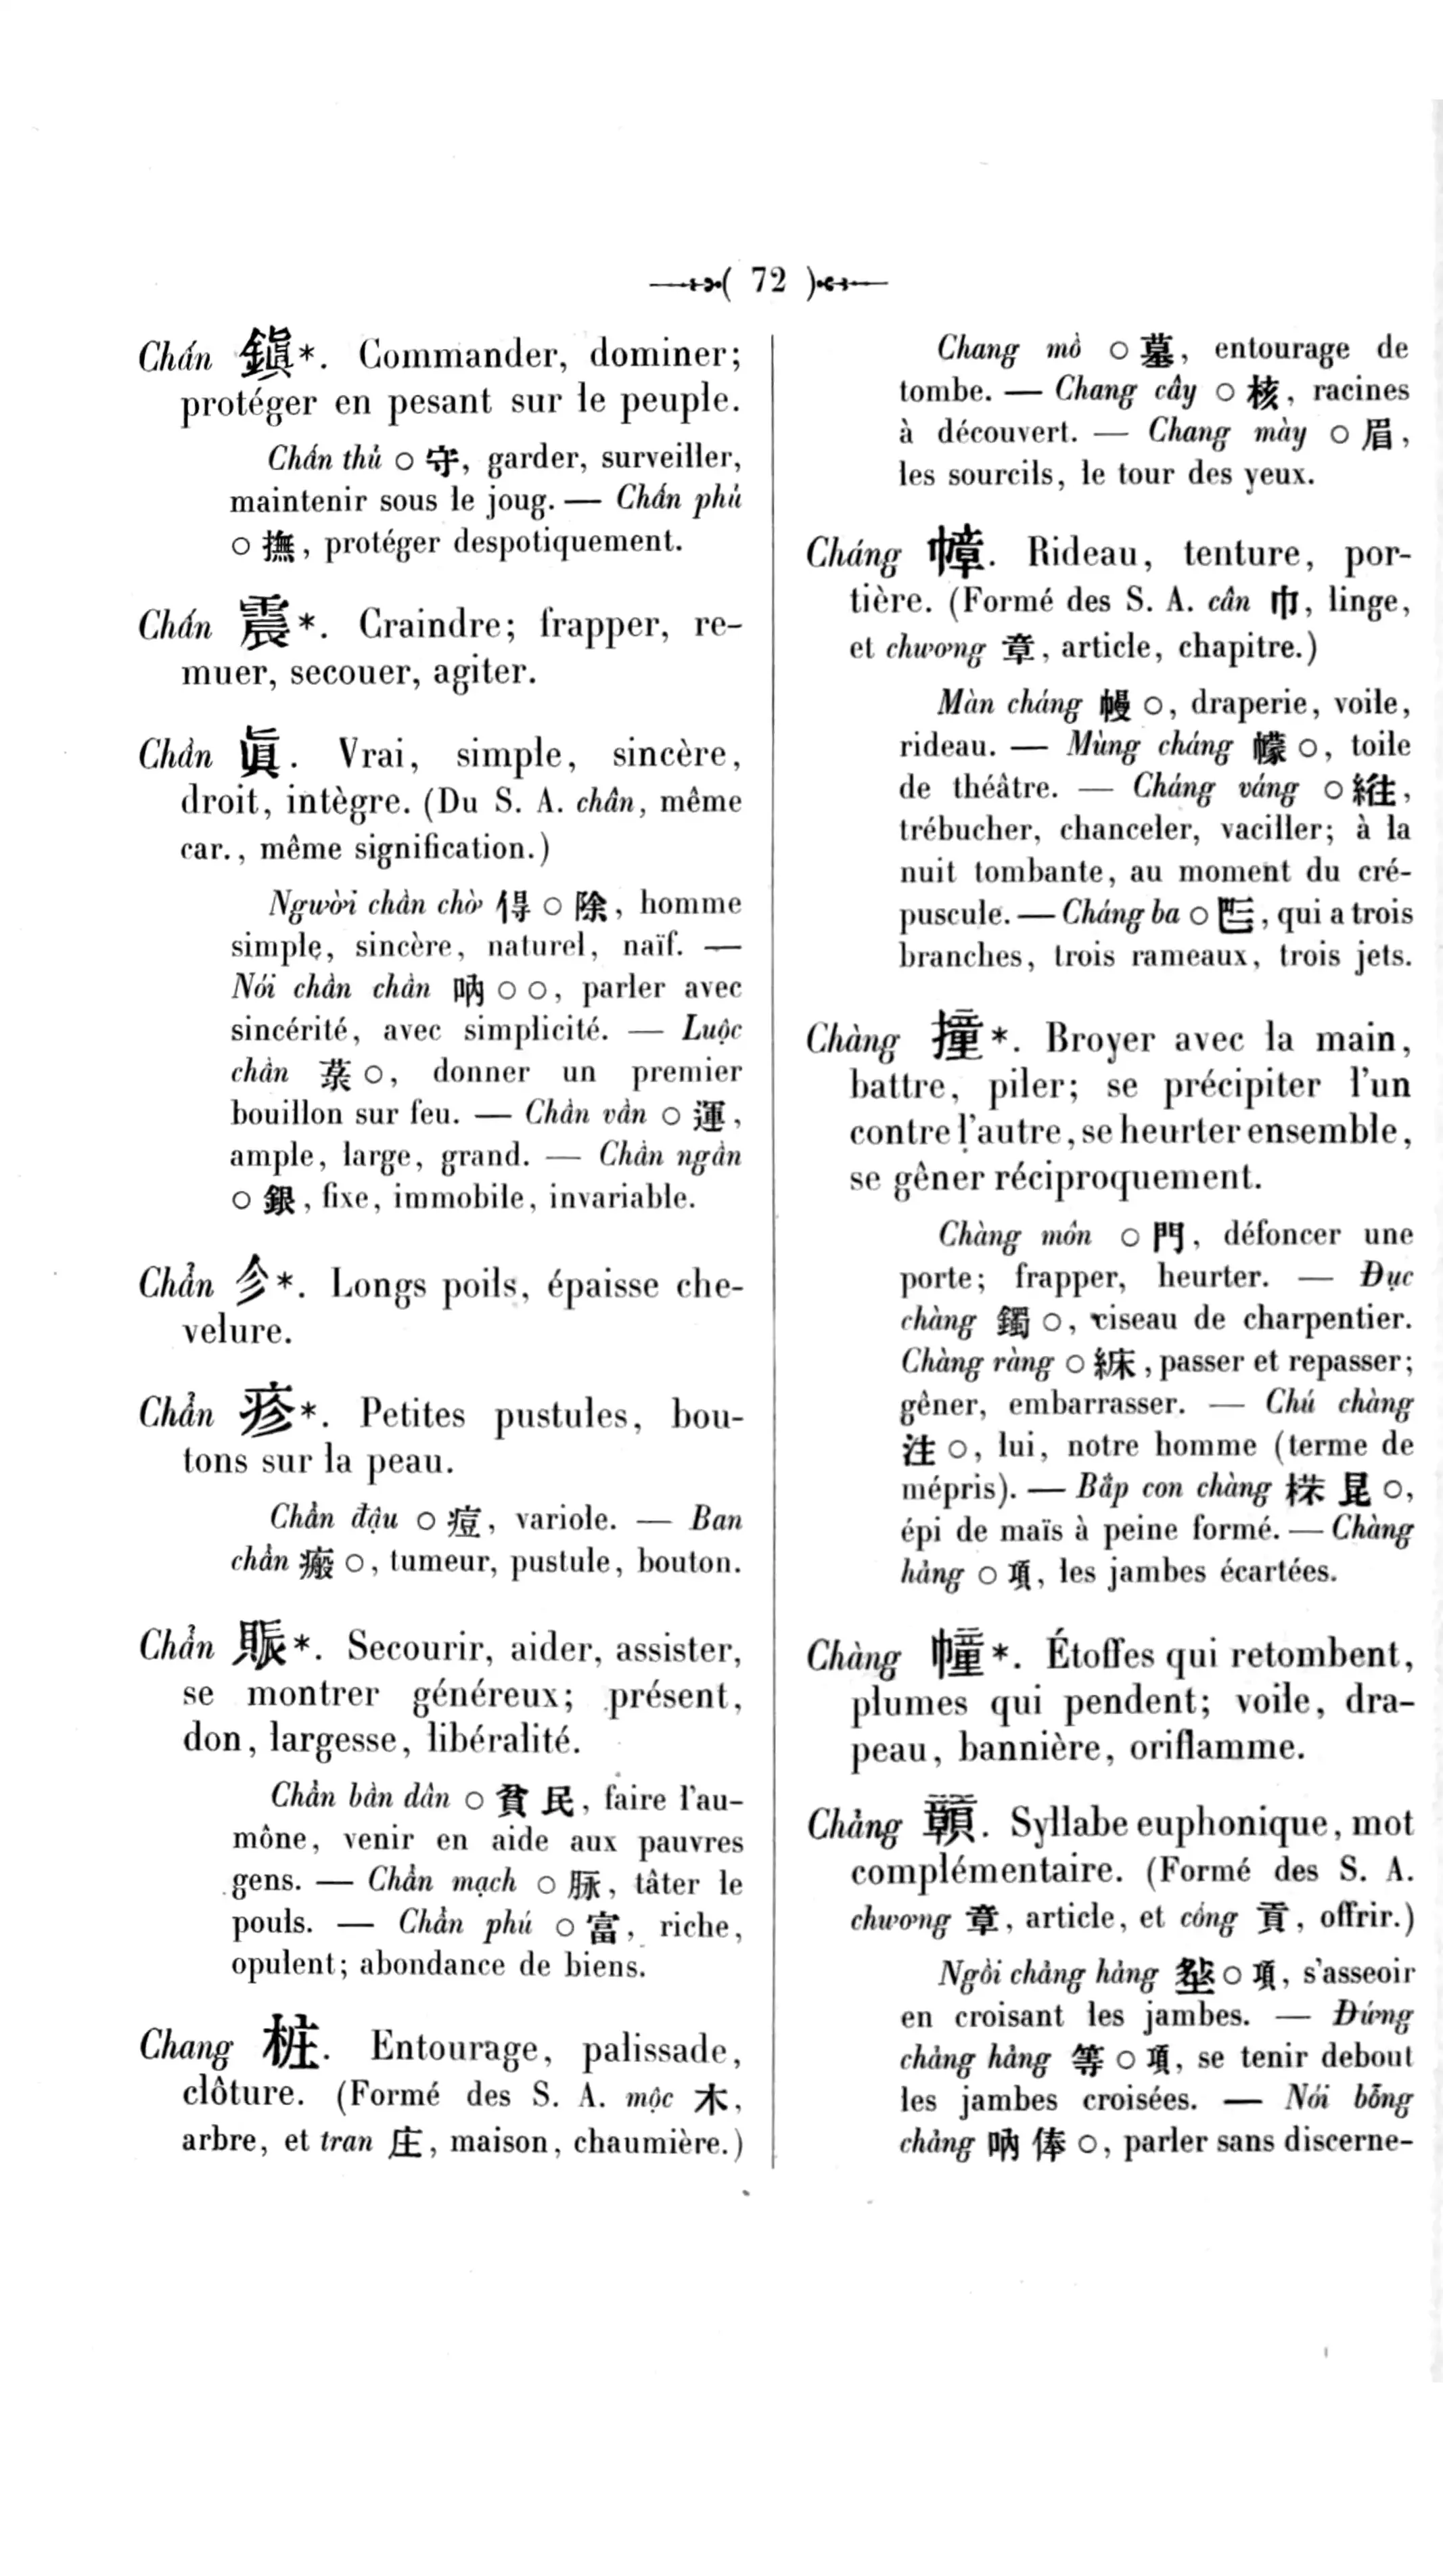 ( 72 )
Chấn 鎭*. Commander, dominer;
protéger en pesant sur le peuple.
Chấn thủ ○ 守, garder, surveiller,
maintenir sous le joug. — Chấn phủ
○ 撫, protéger despotiquement.
Chấn 震*. Craindre; frapper, re-
muer, secouer, agiter.
Chần 眞. Vrai, simple, sincère,
droit, intègre. (Du S. A. chân, même
car., même signification.)
Người chần chờ 㝵 ○ 除, homme
simple, sincère, naturel, naïf. —
Nói chần chần 吶 ○ ○, parler avec
sincérité, avec simplicité. — Luộc
chần ○, donner un premier
bouillon sur feu. — Chần vần ○ 運,
ample, large, grand. — Chần ngần
○ 銀, fixe, immobile, invariable.
Chẩn 㐱*. Longs poils, épaisse che-
velure.
Chẩn 疹*. Petites pustules, bou-
tons sur la peau.
Chẩn đậu ○ 痘, variole. — Ban
chẩn 瘢 ○, tumeur, pustule, bouton.
Chẩn 賑*. Secourir, aider, assister,
se montrer généreux; présent,
don, largesse, libéralité.
Chẩn bần dân ○ 貧 民, faire l'au-
mône, venir en aide aux pauvres
gens. — Chẩn mạch ○ 脈, tâter le
pouls. — Chẩn phú ○ 富, riche,
opulent; abondance de biens.
Chang 桩. Entourage, palissade,
clôture. (Formé des S. A. mộc 木,
arbre, et tran 庄, maison, chaumière.)
Chang mồ ○ 墓, entourage de
tombe. — Chang cây ○ 核, racines
à découvert. — Chang mày ○ 眉,
les sourcils, le tour des yeux.
Cháng 幛. Rideau, tenture, por-
tière. (Formé des S. A. cân 巾, linge,
et chương 章, article, chapitre.)
Màn cháng 幔 ○, draperie, voile,
rideau. — Mùng cháng 幪 ○, toile
de théâtre. — Cháng váng ○,
trébucher, chanceler, vaciller; à la
nuit tombante, au moment du cré-
puscule. — Cháng ba ○ 𠀧, qui a trois
branches, trois rameaux, trois jets.
Chàng 撞*. Broyer avec la main,
battre, piler; se précipiter l'un
contre l'autre, se heurter ensemble,
se gêner réciproquement.
Chàng môn ○ 門, défoncer une
porte; frapper, heurter. — Đục
chàng 鐲 ○, ciseau de charpentier.
Chàng ràng ○, passer et repasser;
gêner, embarrasser. — Chú chàng
注 ○, lui, notre homme (terme de
mépris). — Bắp con chàng 昆 ○,
épi de maïs à peine formé. — Chàng
hảng ○ 項, les jambes écartées.
Chàng 幢*. Étoffes qui retombent,
plumes qui pendent; voile, dra-
peau, bannière, oriflamme.
Chảng. Syllabe euphonique, mot
complémentaire. (Formé des S. A.
chương 章, article, et cống 貢, offrir.)
Ngồi chảng hảng ○ 項, s'asseoir
en croisant les jambes. — Đứng
chảng hảng 等 ○ 項, se tenir debout
les jambes croisées. — Nói bỗng
chảng 吶 俸 ○, parler sans discerne-